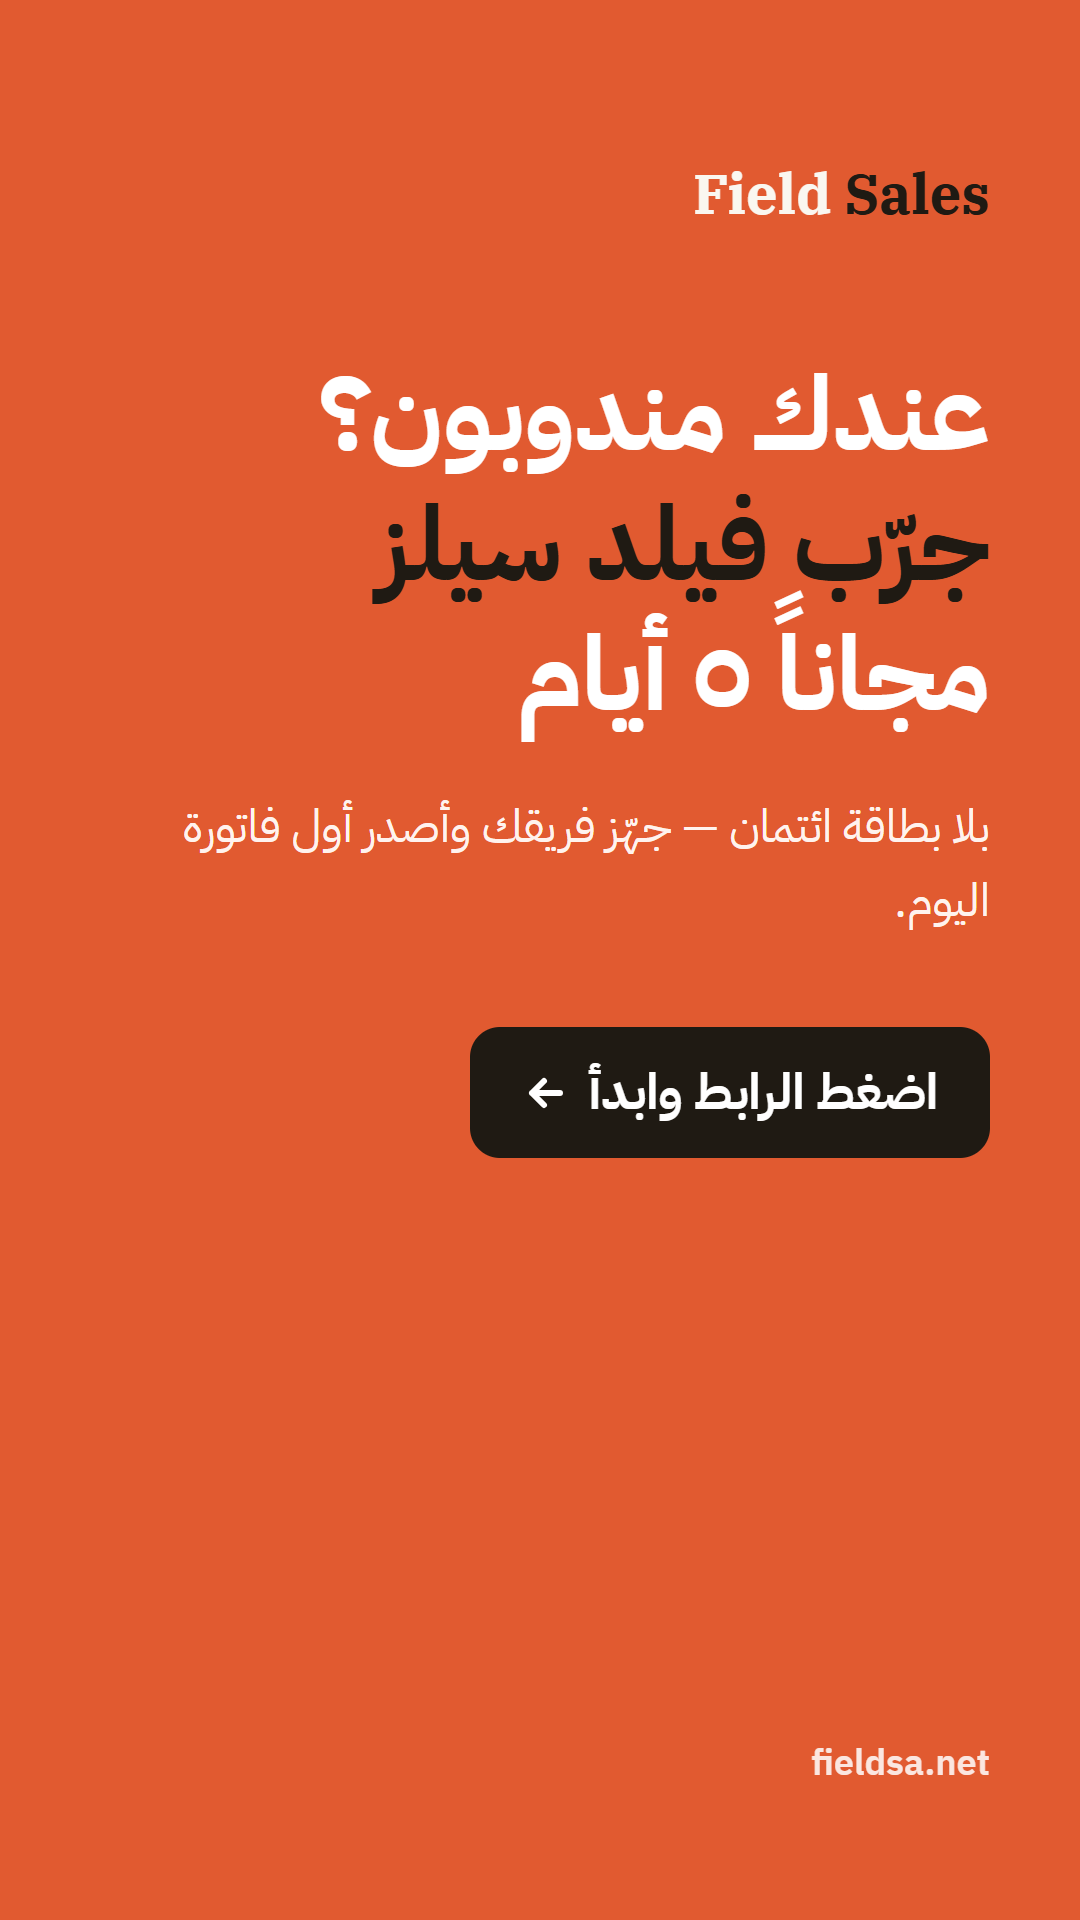 Field Sales
عندك مندوبون؟
جرّب فيلد سيلز
مجاناً ٥ أيام
بلا بطاقة ائتمان — جهّز فريقك وأصدر أول فاتورة
اليوم.
اضغط الرابط وابدأ ←
fieldsa.net